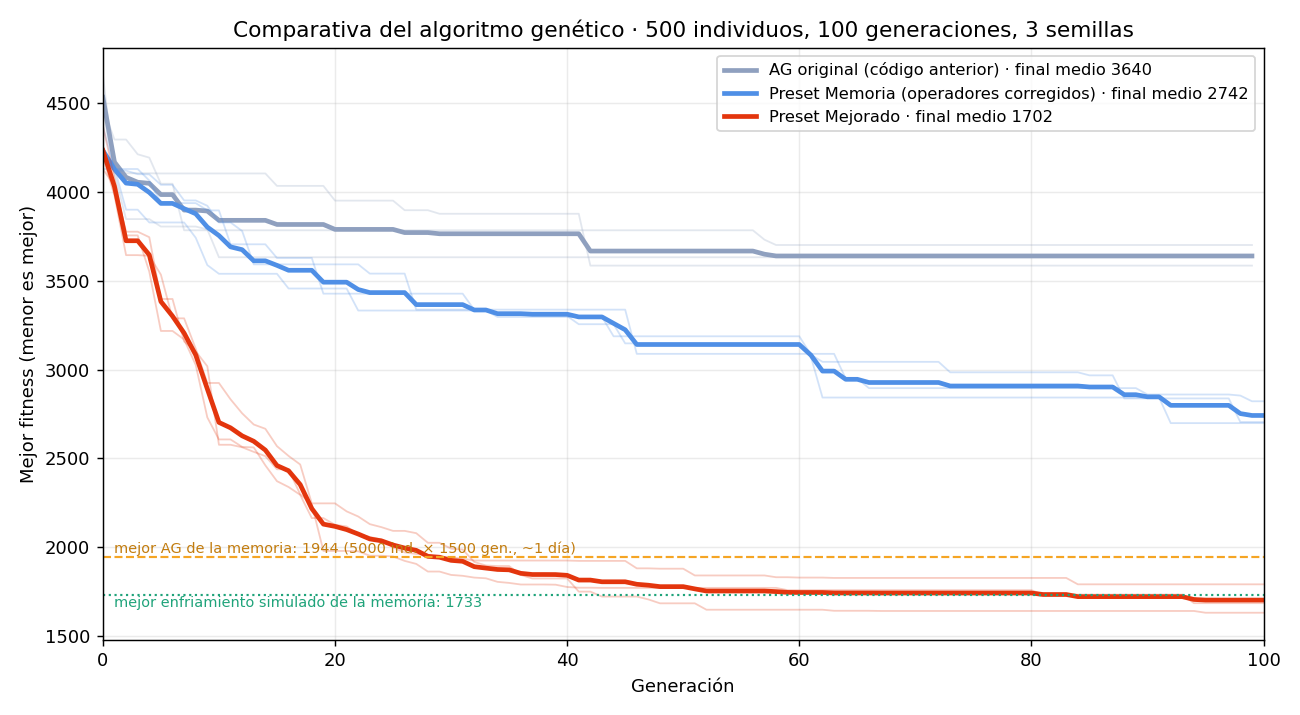 Comparativa del algoritmo genético · 500 individuos, 100 generaciones, 3 semillas
AG original (código anterior) · final medio 3640
Preset Memoria (operadores corregidos) · final medio 2742
Preset Mejorado · final medio 1702
Mejor fitness (menor es mejor)
4500
4000
3500
3000
2500
2000
1500
mejor AG de la memoria: 1944 (5000 ind. × 1500 gen., ~1 día)
mejor enfriamiento simulado de la memoria: 1733
0
20
40
60
80
100
Generación